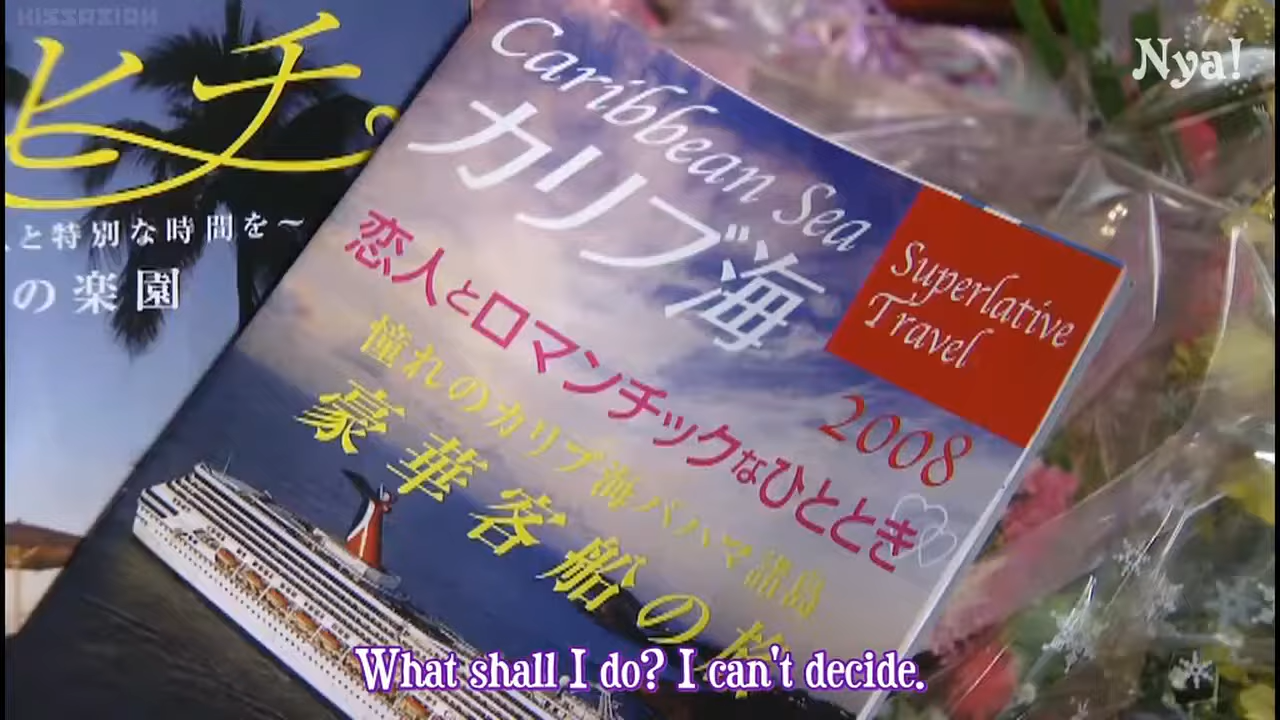 KISSASIAN
Nya!
ヒチ。
と特別な時間を～
の楽園
Caribbean Sea
カリブ海
Superlative
Travel
2008
恋人とロマンチックなひととき
憧れのカリブ海バハマ諸島
豪華客船の旅
What shall I do? I can't decide.